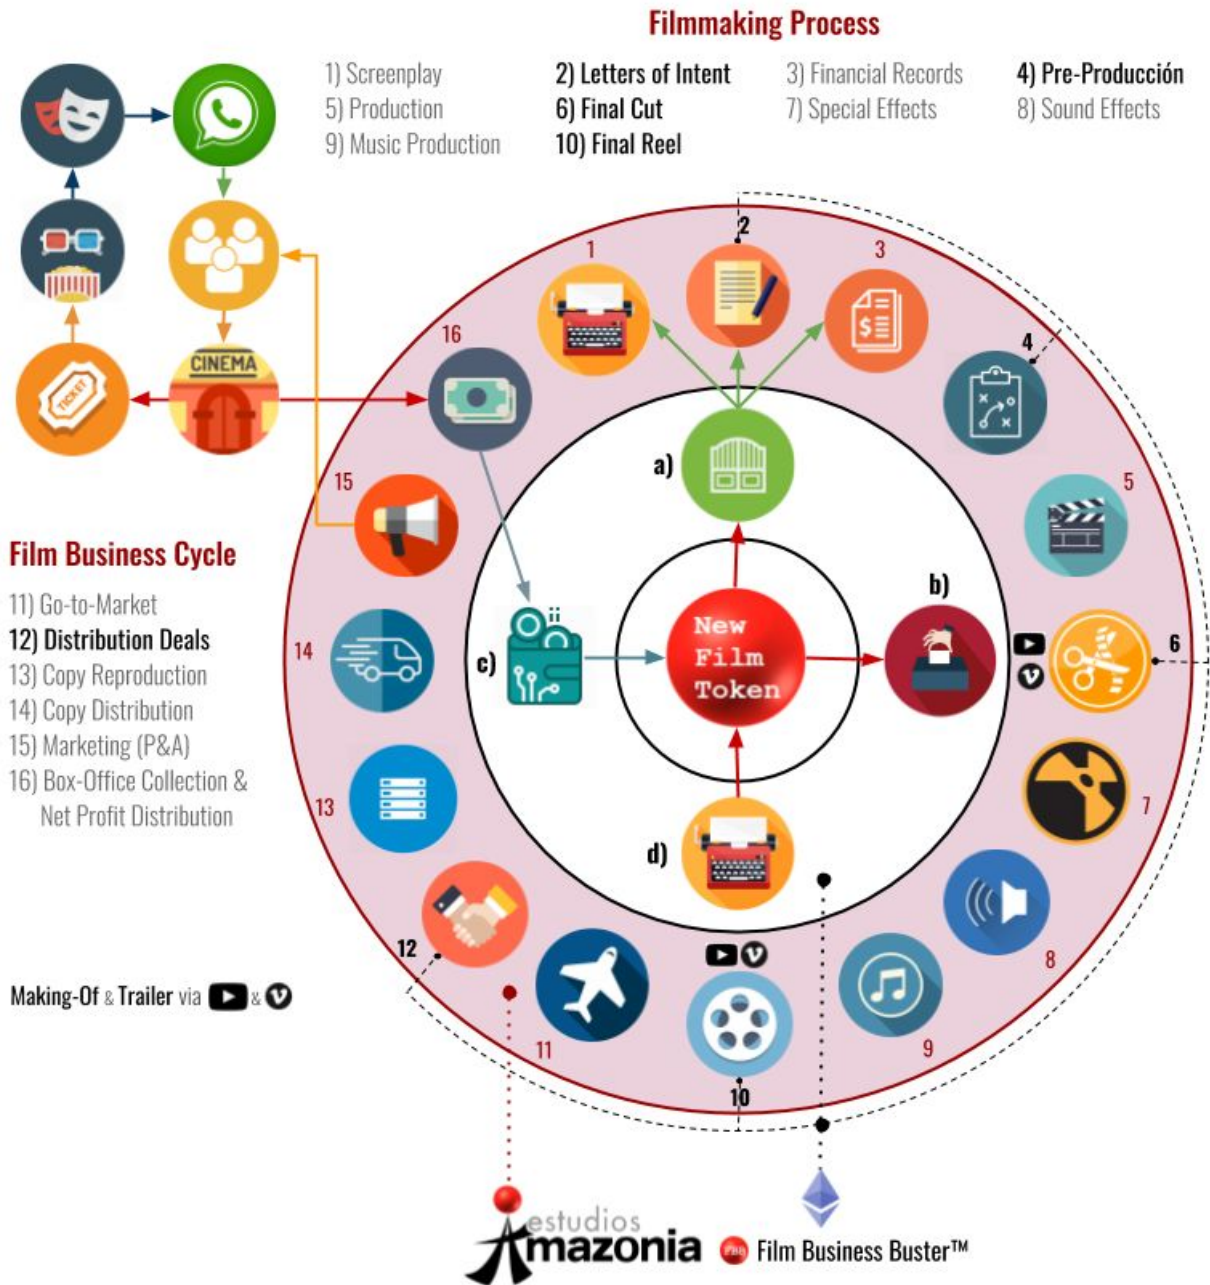 Filmmaking Process
1) Screenplay 2) Letters of Intent 3) Financial Records 4) Pre-Producción
5) Production 6) Final Cut 7) Special Effects 8) Sound Effects
9) Music Production 10) Final Reel
CINEMA
TICKET
1
2
3
4
5
6
7
8
9
10
11
12
13
14
15
16
a)
b)
c)
d)
New
Film
Token
Film Business Cycle
11) Go-to-Market
12) Distribution Deals
13) Copy Reproduction
14) Copy Distribution
15) Marketing (P&A)
16) Box-Office Collection &
Net Profit Distribution
Making-Of & Trailer via &
estudios
Amazonia
FBB Film Business Buster™